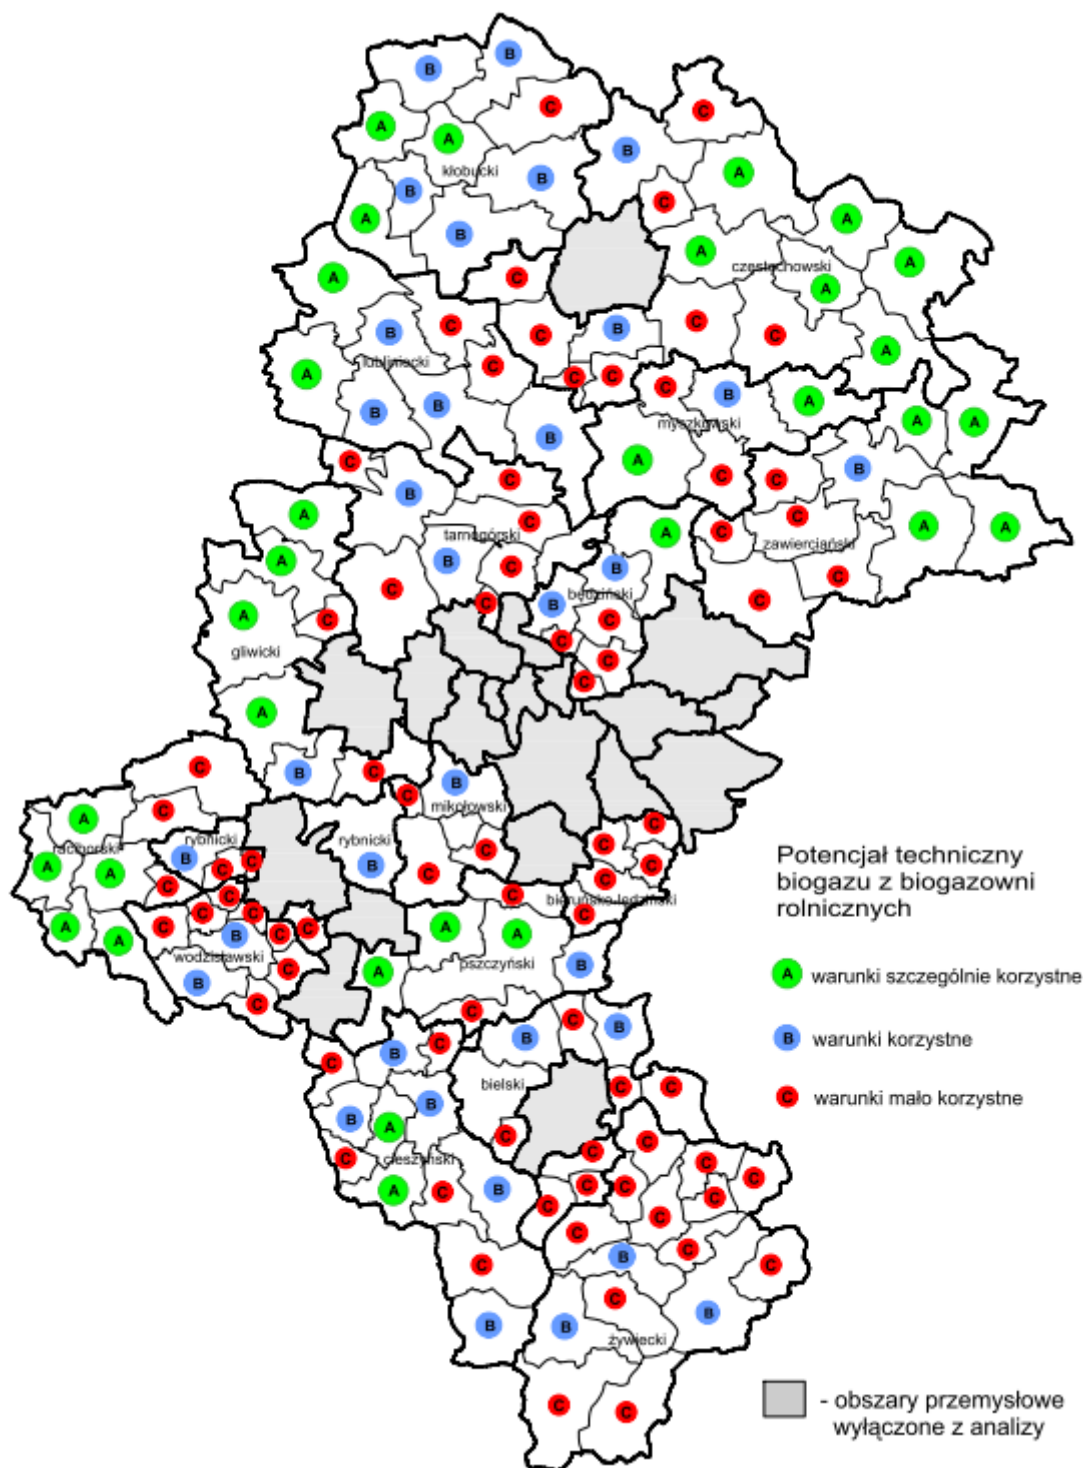 B
B
C
C
A
A
B
kłobucki
B
B
A
C
A
B
A
A
częstochowski
A
C
A
A
B
lubliniecki
C
C
C
B
C
C
A
A
C
C
C
B
myszkowski
A
B
B
B
A
A
A
C
C
B
A
C
B
C
C
B
A
C
tarnogórski
C
A
C
C
zawierciański
A
A
A
B
C
B
będziński
C
C
C
B
C
A
C
C
C
C
C
gliwicki
A
C
B
C
B
mikołowski
C
C
A
raciborski
rybnicki
rybnicki
B
C
C
C
C
C
C
A
A
B
C
C
C
C
bieruńsko-lędziński
C
C
C
C
C
C
A
A
C
B
C
C
wodzisławski
A
A
pszczyński
B
B
C
C
A
C
C
B
C
B
C
B
bielski
C
C
B
B
A
C
C
cieszyński
C
A
C
B
C
C
C
C
C
C
C
C
C
C
C
B
C
C
C
B
B
C
B
żywiecki
C
C
Potencjał techniczny
biogazu z biogazowni
rolniczych
A warunki szczególnie korzystne
B warunki korzystne
C warunki mało korzystne
- obszary przemysłowe
wyłączone z analizy